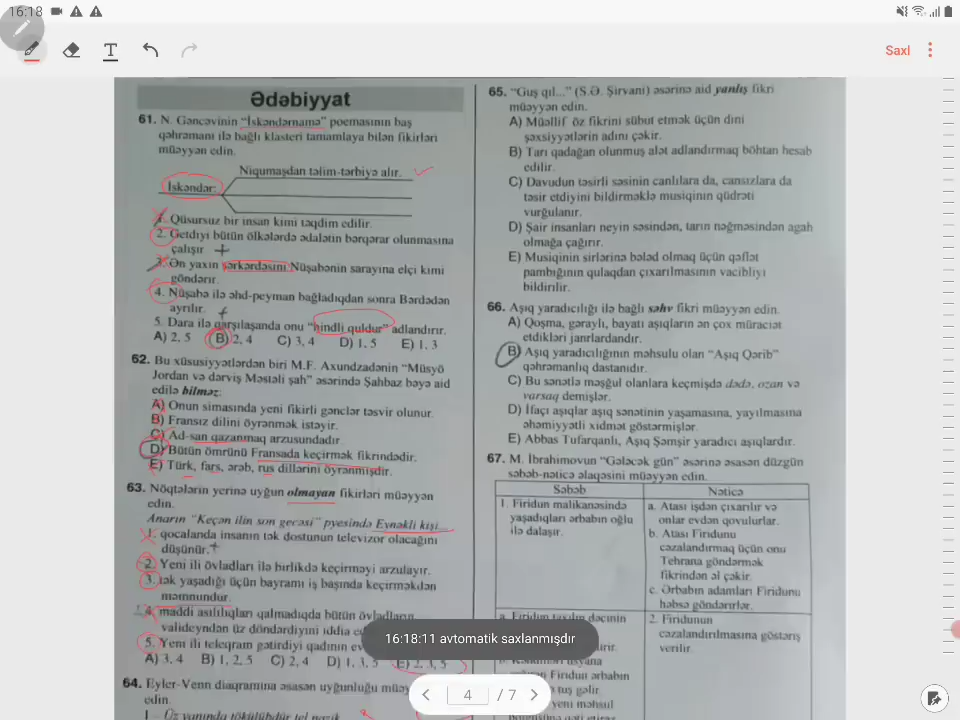 16:18
Saxl
Ədəbiyyat
61. N. Gəncəvinin "İskəndərnamə" poemasının baş
qəhrəmanı ilə bağlı klasteri tamamlaya bilən fikirləri
müəyyən edin.
Niqumaşdan təlim-tərbiyə alır.
İskəndər:
1. Qüsursuz bir insan kimi təqdim edilir.
2. Getdiyi bütün ölkələrdə ədalətin bərqərar olunmasına
çalışır
3. Ən yaxın sərkərdəsini Nüşabənin sarayına elçi kimi
göndərir.
4. Nüşabə ilə əhd-peyman bağladıqdan sonra Bərdədən
ayrılır.
5. Dara ilə qarşılaşanda onu "hindli quldur" adlandırır.
A) 2, 5 B) 2, 4 C) 3, 4 D) 1, 5 E) 1, 3
62. Bu xüsusiyyətlərdən biri M.F. Axundzadənin "Müsyö
Jordan və dərviş Məstəli şah" əsərində Şahbaz bəyə aid
edilə bilməz:
A) Onun simasında yeni fikirli gənclər təsvir olunur.
B) Fransız dilini öyrənmək istəyir.
C) Ad-san qazanmaq arzusundadır.
D) Bütün ömrünü Fransada keçirmək fikrindədir.
E) Türk, fars, ərəb, rus dillərini öyrənmişdir.
63. Nöqtələrin yerinə uyğun olmayan fikirləri müəyyən
edin.
Anarın "Keçən ilin son gecəsi" pyesində Eynəkli kişi...
1. qocalanda insanın tək dostunun televizor olacağını
düşünür.
2. Yeni ili övladları ilə birlikdə keçirməyi arzulayır.
3. tək yaşadığı üçün bayramı iş başında keçirməkdən
məmnundur.
4. maddi asılılıqları qalmadıqda bütün övladların
valideyndən üz döndərdiyini iddia
5. Yeni ili teleqram gətirdiyi qadının
A) 3, 4 B) 1, 2, 5 C) 2, 4 D) 1, 3, 5 E) 2, 3, 5
64. Eyler-Venn diaqramına əsasən uyğunluğu
edin.
65. "Guş qıl..." (S.Ə. Şirvani) əsərinə aid yanlış fikri
müəyyən edin.
A) Müəllif öz fikrini sübut etmək üçün dini
şəxsiyyətlərin adını çəkir.
B) Tarı qadağan olunmuş alət adlandırmaq böhtan hesab
edilir.
C) Davudun təsirli səsinin canlılara da, cansızlara da
təsir etdiyini bildirməklə musiqinin qüdrəti
vurğulanır.
D) Şair insanları neyin səsindən, tarın nəğməsindən agah
olmağa çağırır.
E) Musiqinin sirlərinə bələd olmaq üçün qəflət
pambığının qulaqdan çıxarılmasının vacibliyi
bildirilir.
66. Aşıq yaradıcılığı ilə bağlı səhv fikri müəyyən edin.
A) Qoşma, gəraylı, bayatı aşıqların ən çox müraciət
etdikləri janrlardandır.
B) Aşıq yaradıcılığının məhsulu olan "Aşıq Qərib"
qəhrəmanlıq dastanıdır.
C) Bu sənətlə məşğul olanlara keçmişdə dədə, ozan və
varsaq demişlər.
D) İfaçı aşıqlar aşıq sənətinin yaşamasına, yayılmasına
əhəmiyyətli xidmət göstərmişlər.
E) Abbas Tufarqanlı, Aşıq Şəmşir yaradıcı aşıqlardır.
67. M. İbrahimovun "Gələcək gün" əsərinə əsasən düzgün
səbəb-nəticə əlaqəsini müəyyən edin.
Səbəb
Nəticə
1. Firidun malikanəsində
yaşadıqları ərbabın oğlu
ilə dalaşır.
a. Atası işdən çıxarılır və
onlar evdən qovulurlar.
b. Atası Firidunu
cəzalandırmaq üçün onu
Tehrana göndərmək
fikrindən əl çəkir.
c. Ərbabın adamları Firidunu
həbsə göndərirlər.
a. Firidun taxılın
Firidun ərbabın
tuş gəlir.
yeni məhsul
2. Firidunun
cəzalandırılmasına göstəriş
verilir.
16:18:11 avtomatik saxlanmışdır
4 / 7